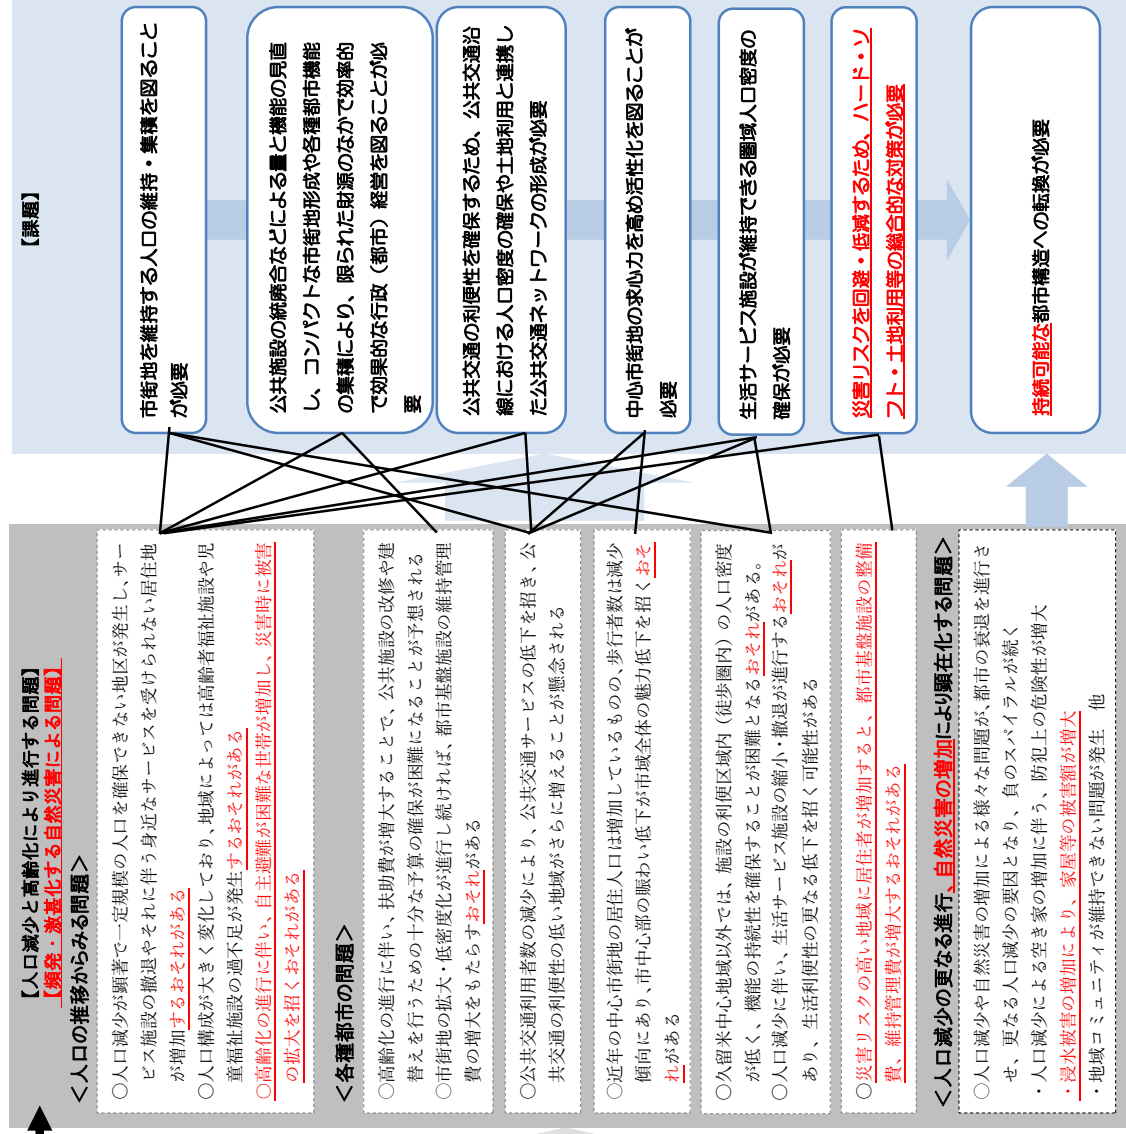 【人口減少と高齢化により進行する問題】
【頻発・激甚化する自然災害による問題】
＜人口の推移からみる問題＞
○人口減少が顕著で一定規模の人口を確保できない地区が発生し、サー
ビス施設の撤退やそれに伴う身近なサービスを受けられない居住地
が増加するおそれがある
○人口構成が大きく変化しており、地域によっては高齢者福祉施設や児
童福祉施設の過不足が発生するおそれがある
○高齢化の進行に伴い、自主避難が困難な世帯が増加し、災害時に被害
の拡大を招くおそれがある
＜各種都市の問題＞
○高齢化の進行に伴い、扶助費が増大することで、公共施設の改修や建
替えを行うための十分な予算の確保が困難になることが予想される
○市街地の拡大・低密度化が進行し続ければ、都市基盤施設の維持管理
費の増大をもたらすおそれがある
○公共交通利用者数の減少により、公共交通サービスの低下を招き、公
共交通の利便性の低い地域がさらに増えることが懸念される
○近年の中心市街地の居住人口は増加しているものの、歩行者数は減少
傾向にあり、市中心部の賑わい低下が市域全体の魅力低下を招くおそ
れがある
○久留米中心地域以外では、施設の利便区域内（徒歩圏内）の人口密度
が低く、機能の持続性を確保することが困難となるおそれがある。
○人口減少に伴い、生活サービス施設の縮小・撤退が進行するおそれが
あり、生活利便性の更なる低下を招く可能性がある
○災害リスクの高い地域に居住者が増加すると、都市基盤施設の整備
費、維持管理費が増大するおそれがある
＜人口減少の更なる進行、自然災害の増加により顕在化する問題＞
○人口減少や自然災害の増加による様々な問題が、都市の衰退を進行さ
せ、更なる人口減少の要因となり、負のスパイラルが続く
・人口減少による空き家の増加に伴う、防犯上の危険性が増大
・浸水被害の増加により、家屋等の被害額が増大
・地域コミュニティが維持できない問題が発生　他
【課題】
市街地を維持する人口の維持・集積を図ること
が必要
公共施設の統廃合などによる量と機能の見直
し、コンパクトな市街地形成や各種都市機能
の集積により、限られた財源のなかで効率的
で効果的な行政（都市）経営を図ることが必
要
公共交通の利便性を確保するため、公共交通沿
線における人口密度の確保や土地利用と連携し
た公共交通ネットワークの形成が必要
中心市街地の求心力を高め活性化を図ることが
必要
生活サービス施設が維持できる圏域人口密度の
確保が必要
災害リスクを回避・低減するため、ハード・ソ
フト・土地利用等の総合的な対策が必要
持続可能な都市構造への転換が必要